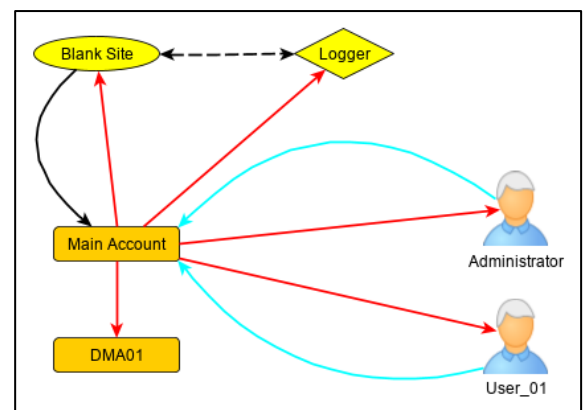 Blank Site
Logger
Main Account
Administrator
DMA01
User_01